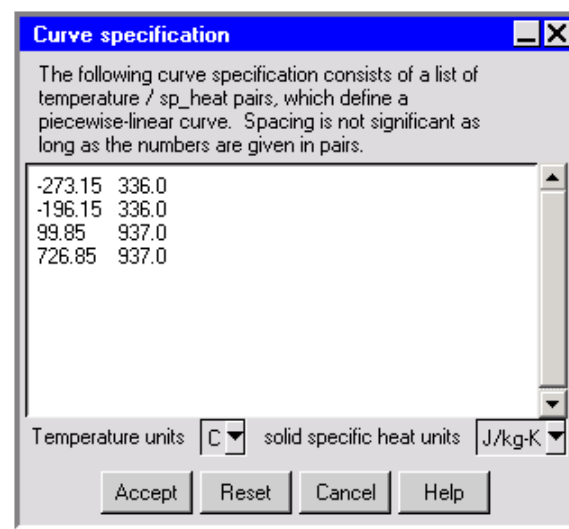 Curve specification
The following curve specification consists of a list of
temperature / sp_heat pairs, which define a
piecewise-linear curve.  Spacing is not significant as
long as the numbers are given in pairs.
-273.15  336.0
-196.15  336.0
99.85  937.0
726.85  937.0
Temperature units  C  solid specific heat units  J/kg-K
Accept  Reset  Cancel  Help